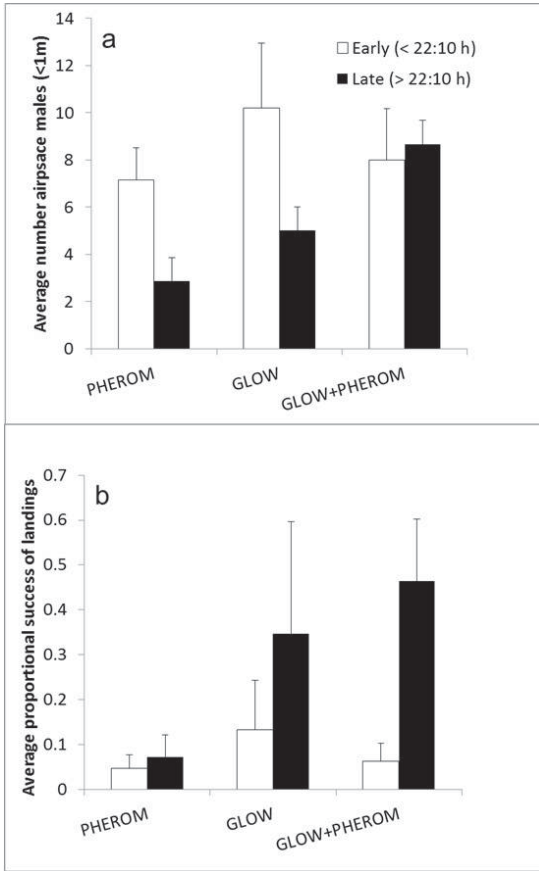 a
Average number airpsace males (<1m)
14
12
10
8
6
4
2
0
Early (< 22:10 h)
Late (> 22:10 h)
PHEROM
GLOW
GLOW+PHEROM
b
Average proportional success of landings
0.7
0.6
0.5
0.4
0.3
0.2
0.1
0
PHEROM
GLOW
GLOW+PHEROM